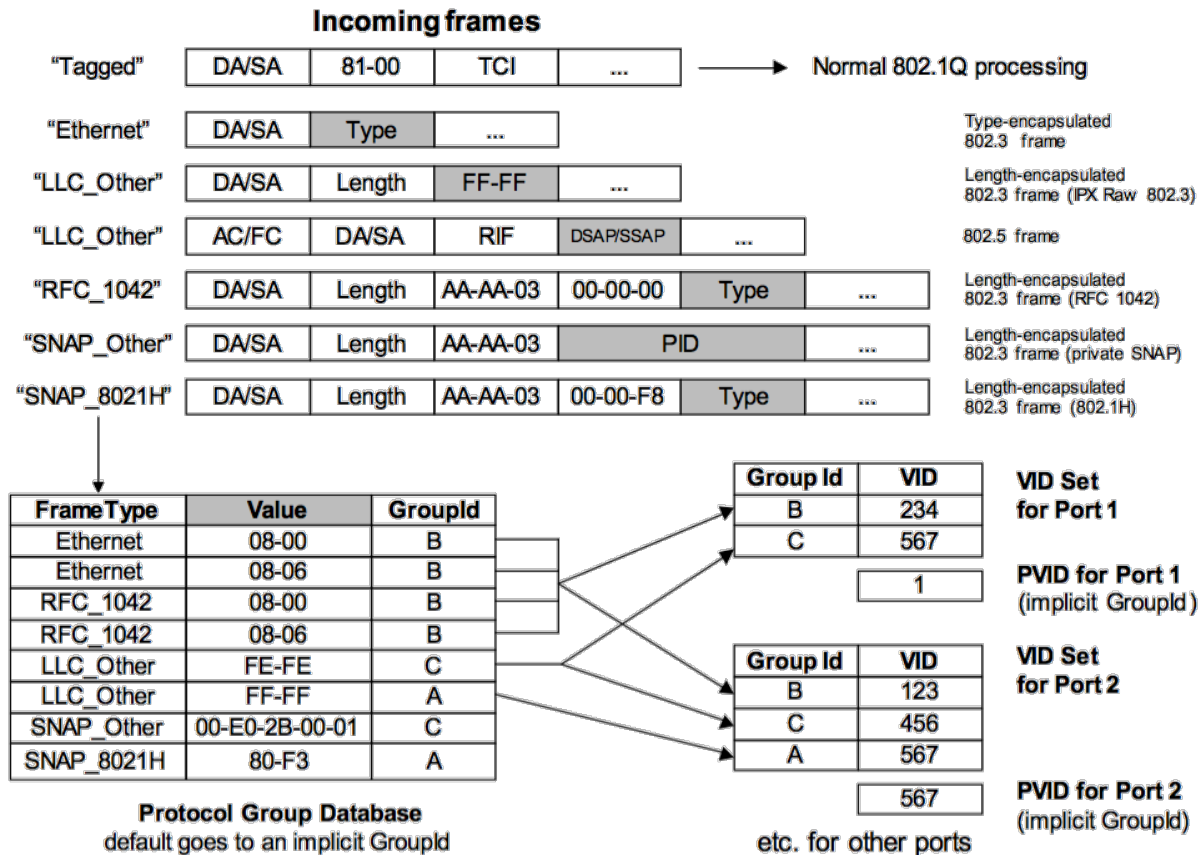 Incoming frames
"Tagged" DA/SA 81-00 TCI ... Normal 802.1Q processing
"Ethernet" DA/SA Type ... Type-encapsulated
802.3 frame
"LLC_Other" DA/SA Length FF-FF ... Length-encapsulated
802.3 frame (IPX Raw 802.3)
"LLC_Other" AC/FC DA/SA RIF DSAP/SSAP ... 802.5 frame
"RFC_1042" DA/SA Length AA-AA-03 00-00-00 Type ... Length-encapsulated
802.3 frame (RFC 1042)
"SNAP_Other" DA/SA Length AA-AA-03 PID ... Length-encapsulated
802.3 frame (private SNAP)
"SNAP_8021H" DA/SA Length AA-AA-03 00-00-F8 Type ... Length-encapsulated
802.3 frame (802.1H)
FrameType Value GroupId
Ethernet 08-00 B
Ethernet 08-06 B
RFC_1042 08-00 B
RFC_1042 08-06 B
LLC_Other FE-FE C
LLC_Other FF-FF A
SNAP_Other 00-E0-2B-00-01 C
SNAP_8021H 80-F3 A
Protocol Group Database
default goes to an implicit GroupId
Group Id VID
B 234
C 567
VID Set
for Port 1
1
PVID for Port 1
(implicit GroupId)
Group Id VID
B 123
C 456
A 567
VID Set
for Port 2
567
PVID for Port 2
(implicit GroupId)
etc. for other ports